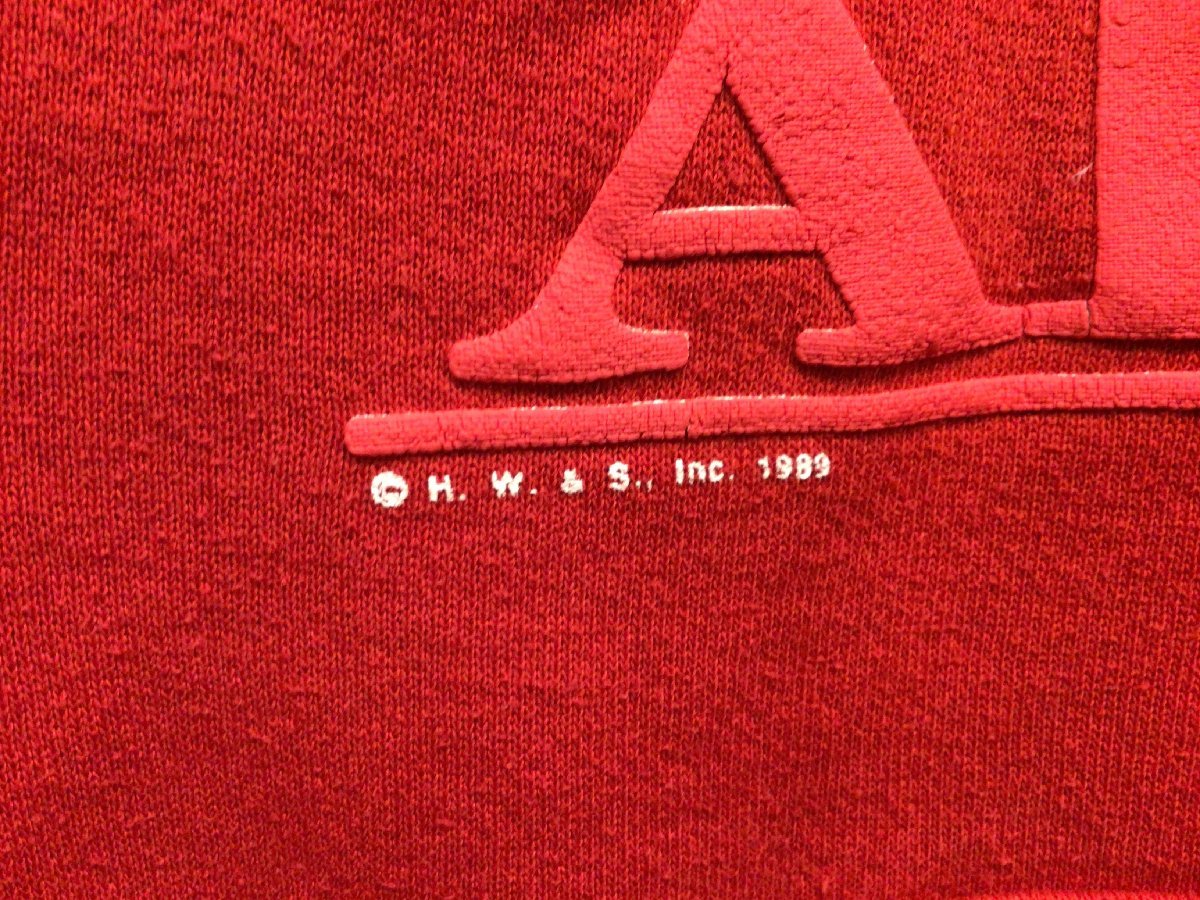 A
© H. W. & S., Inc. 1989